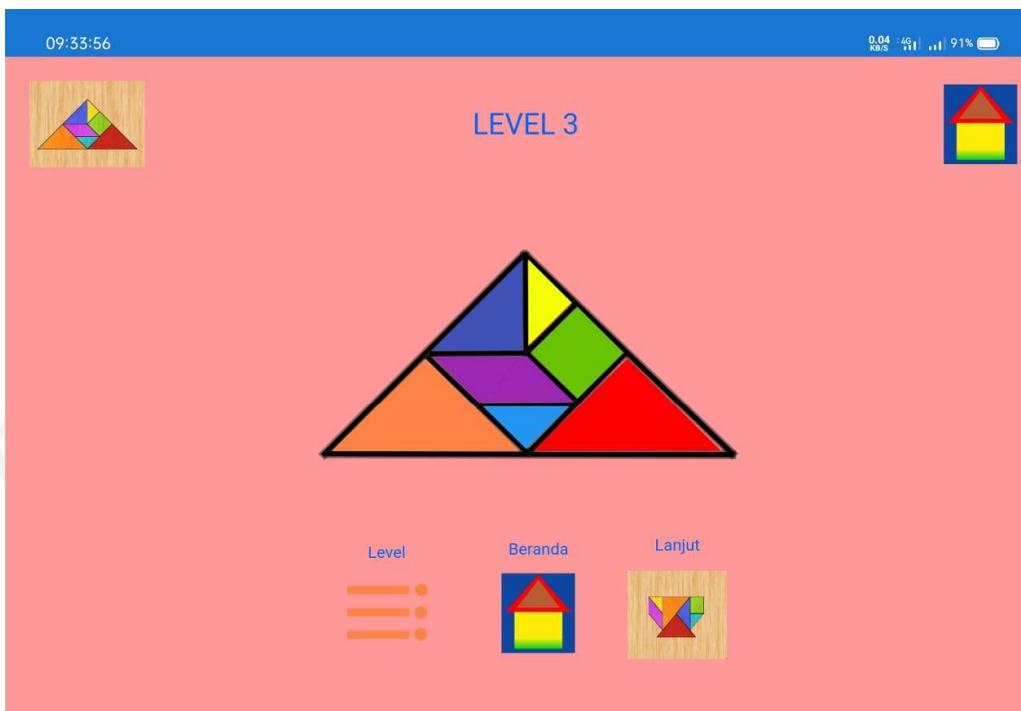 09:33:56
0.04 KB/S 4G 91%
LEVEL 3
Level
Beranda
Lanjut